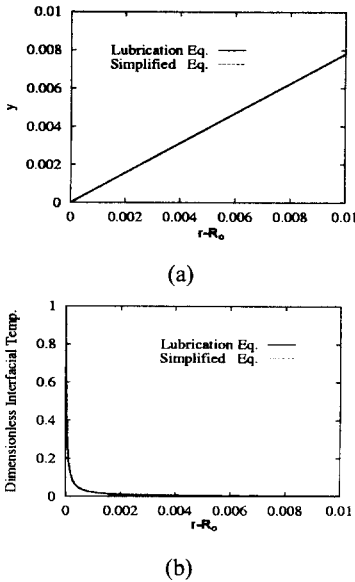 0.01
0.008
0.006
0.004
0.002
0
y
Lubrication Eq.
Simplified Eq.
0 0.002 0.004 0.006 0.008 0.01
r-Ro
(a)
1
0.8
0.6
0.4
0.2
0
Dimensionless Interfacial Temp.
Lubrication Eq.
Simplified Eq.
0 0.002 0.004 0.006 0.008 0.01
r-Ro
(b)